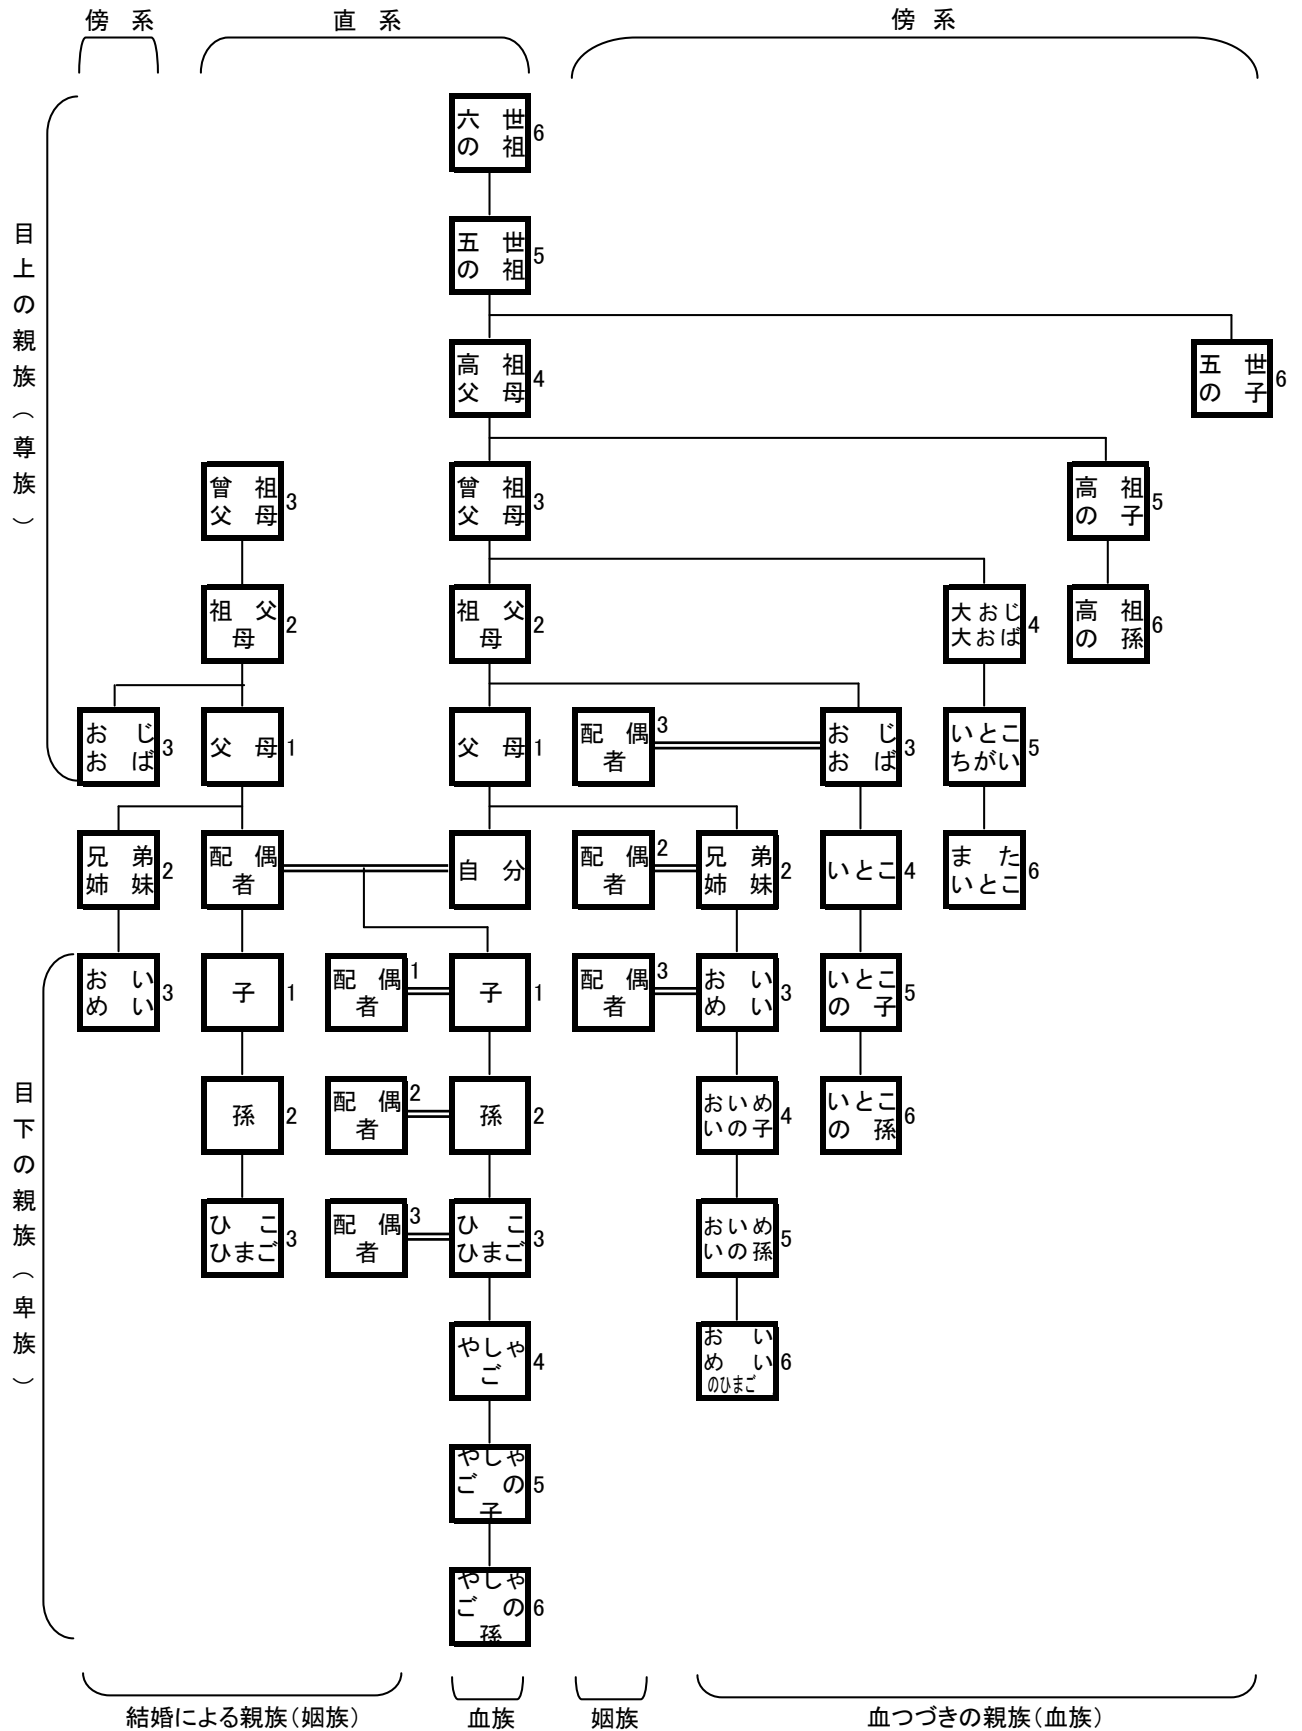 傍 系
直 系
傍 系
六 世
の 祖
6
五 世
の 祖
5
高 祖
父 母
4
五 世
の 子
6
目上の親族(尊族)
曾 祖
父 母
3
曾 祖
父 母
3
高 祖
の 子
5
祖 父
母
2
祖 父
母
2
大おじ
大おば
4
高 祖
の 孫
6
お じ
お ば
3
父 母
1
父 母
1
配 偶
者
3
お じ
お ば
3
いとこ
ちがい
5
兄 弟
姉 妹
2
配 偶
者
自 分
配 偶
者
2
兄 弟
姉 妹
2
いとこ
4
ま た
いとこ
6
お い
め い
3
子
1
配 偶
者
1
子
1
配 偶
者
3
お い
め い
3
いとこ
の 子
5
目下の親族(卑族)
孫
2
配 偶
者
2
孫
2
おいめ
いの子
4
いとこ
の 孫
6
ひ こ
ひまご
3
配 偶
者
3
ひ こ
ひまご
3
おいめ
いの孫
5
やしゃ
ご
4
お い
め い
のひまご
6
やしゃ
ご の
子
5
やしゃ
ご の
孫
6
結婚による親族(姻族)
血族
姻族
血つづきの親族(血族)